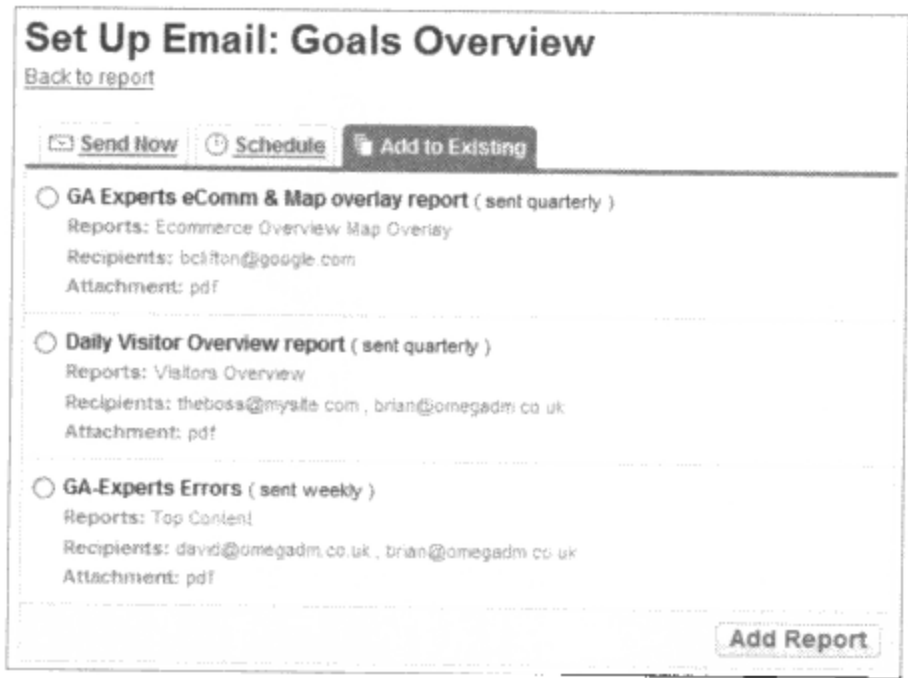 Set Up Email: Goals Overview
Back to report
Send Now Schedule Add to Existing
GA Experts eComm & Map overlay report ( sent quarterly )
Reports: Ecommerce Overview Map Overlay
Recipients: bclifton@google.com
Attachment: pdf
Daily Visitor Overview report ( sent quarterly )
Reports: Visitors Overview
Recipients: theboss@mysite.com , brian@omegadm.co.uk
Attachment: pdf
GA-Experts Errors ( sent weekly )
Reports: Top Content
Recipients: david@omegadm.co.uk , brian@omegadm.co.uk
Attachment: pdf
Add Report